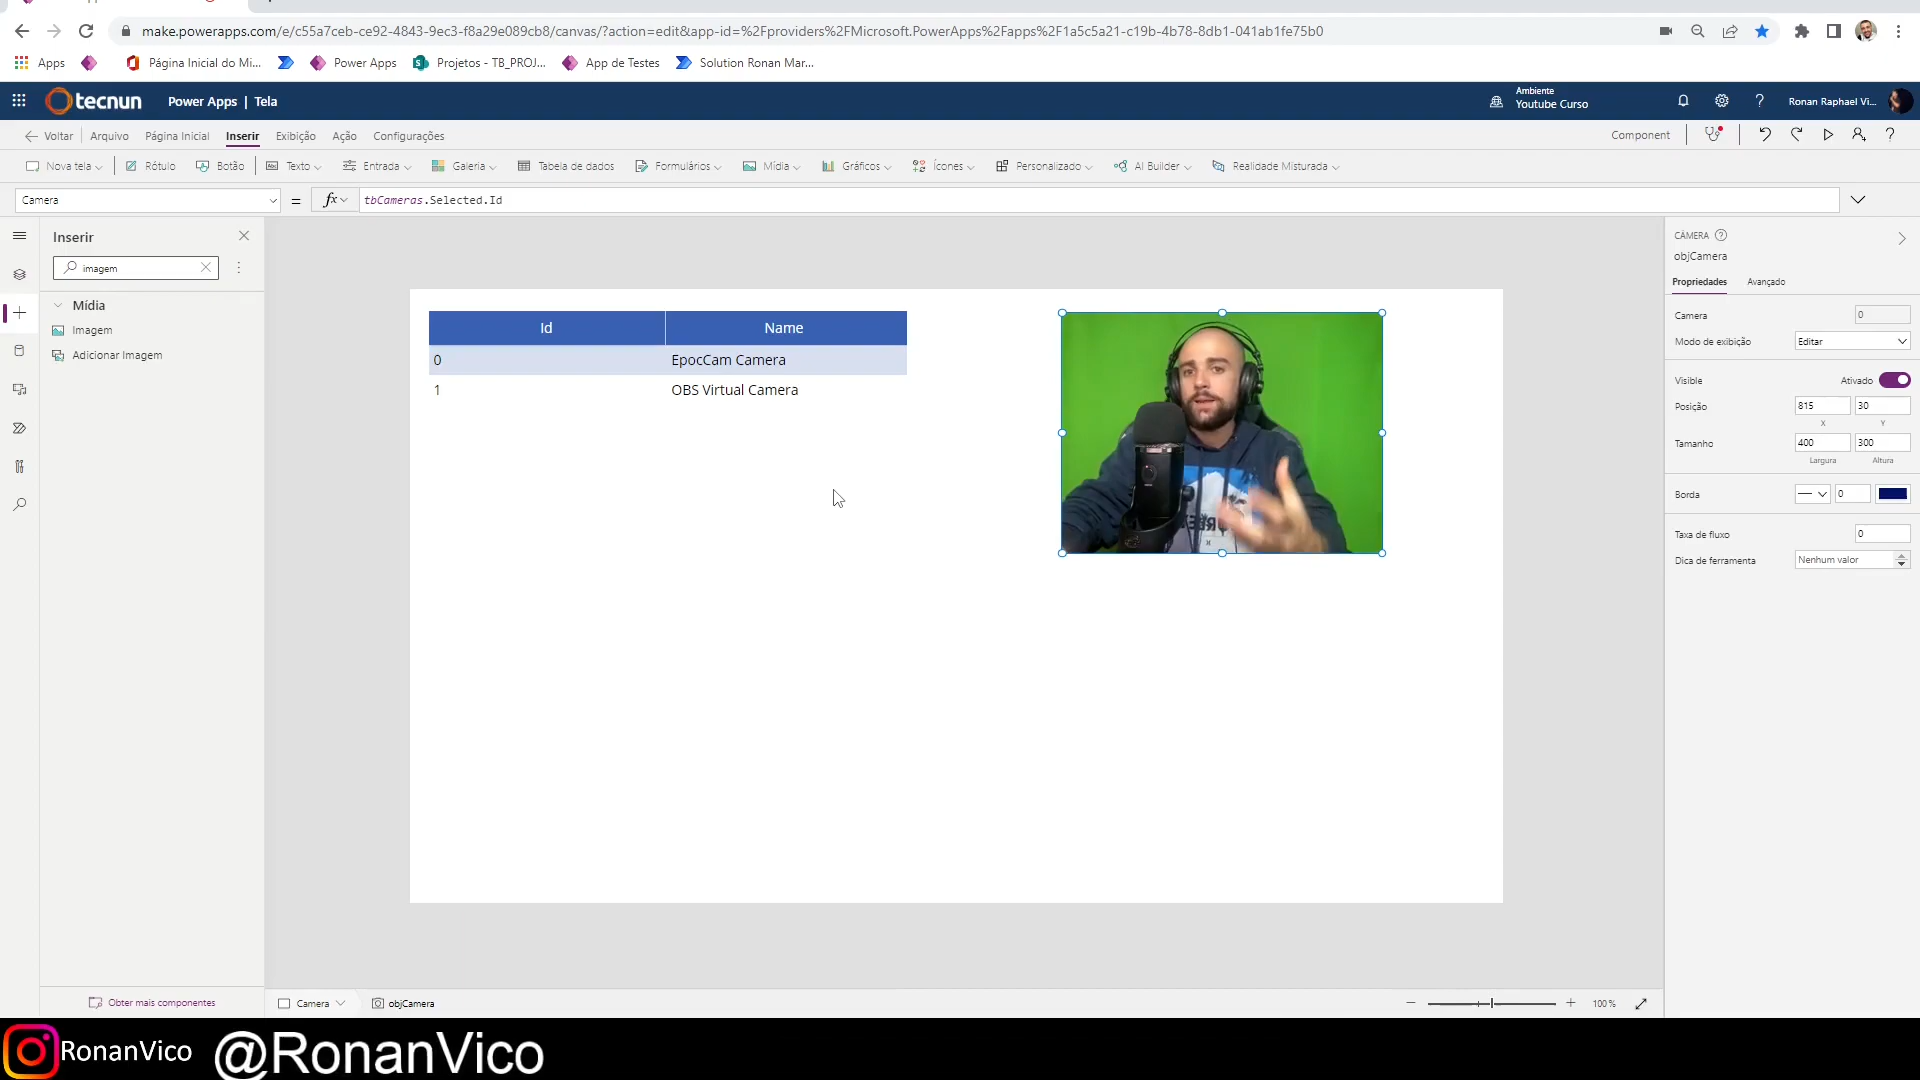 make.powerapps.com/e/c55a7ceb-ce92-4843-9ec3-f8a29e089cb8/canvas/?action=edit&app-id=%2Fproviders%2FMicrosoft.PowerApps%2Fapps%2F1a5c5a21-c19b-4b78-8db1-041ab1fe75b0
Apps Página Inicial do Mi... Power Apps Projetos - TB_PROJ... App de Testes Solution Ronan Mar...
tecnun Power Apps | Tela
Ambiente
Youtube Curso
Ronan Raphael Vi...
Voltar Arquivo Página Inicial Inserir Exibição Ação Configurações Component
Nova tela Rótulo Botão Texto Entrada Galeria Tabela de dados Formulários Mídia Gráficos Ícones Personalizado AI Builder Realidade Misturada
Camera = fx tbCameras.Selected.Id
Inserir
imagem
Mídia
Imagem
Adicionar Imagem
Id Name
0 EpocCam Camera
1 OBS Virtual Camera
CÂMERA
objCamera
Propriedades Avançado
Camera 0
Modo de exibição Editar
Visible Ativado
Posição 815 30
X Y
Tamanho 400 300
Largura Altura
Borda 0
Taxa de fluxo 0
Dica de ferramenta Nenhum valor
Obter mais componentes
Camera objCamera
100 %
RonanVico @RonanVico